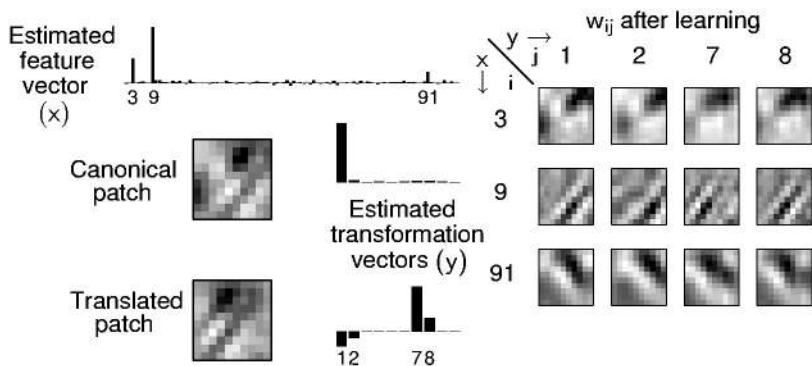 Estimated
feature
vector
(x)
3 9 91
Canonical
patch
Estimated
transformation
vectors (y)
Translated
patch
12 78
w_ij after learning
y →
x
↓
j 1 2 7 8
i
3
9
91